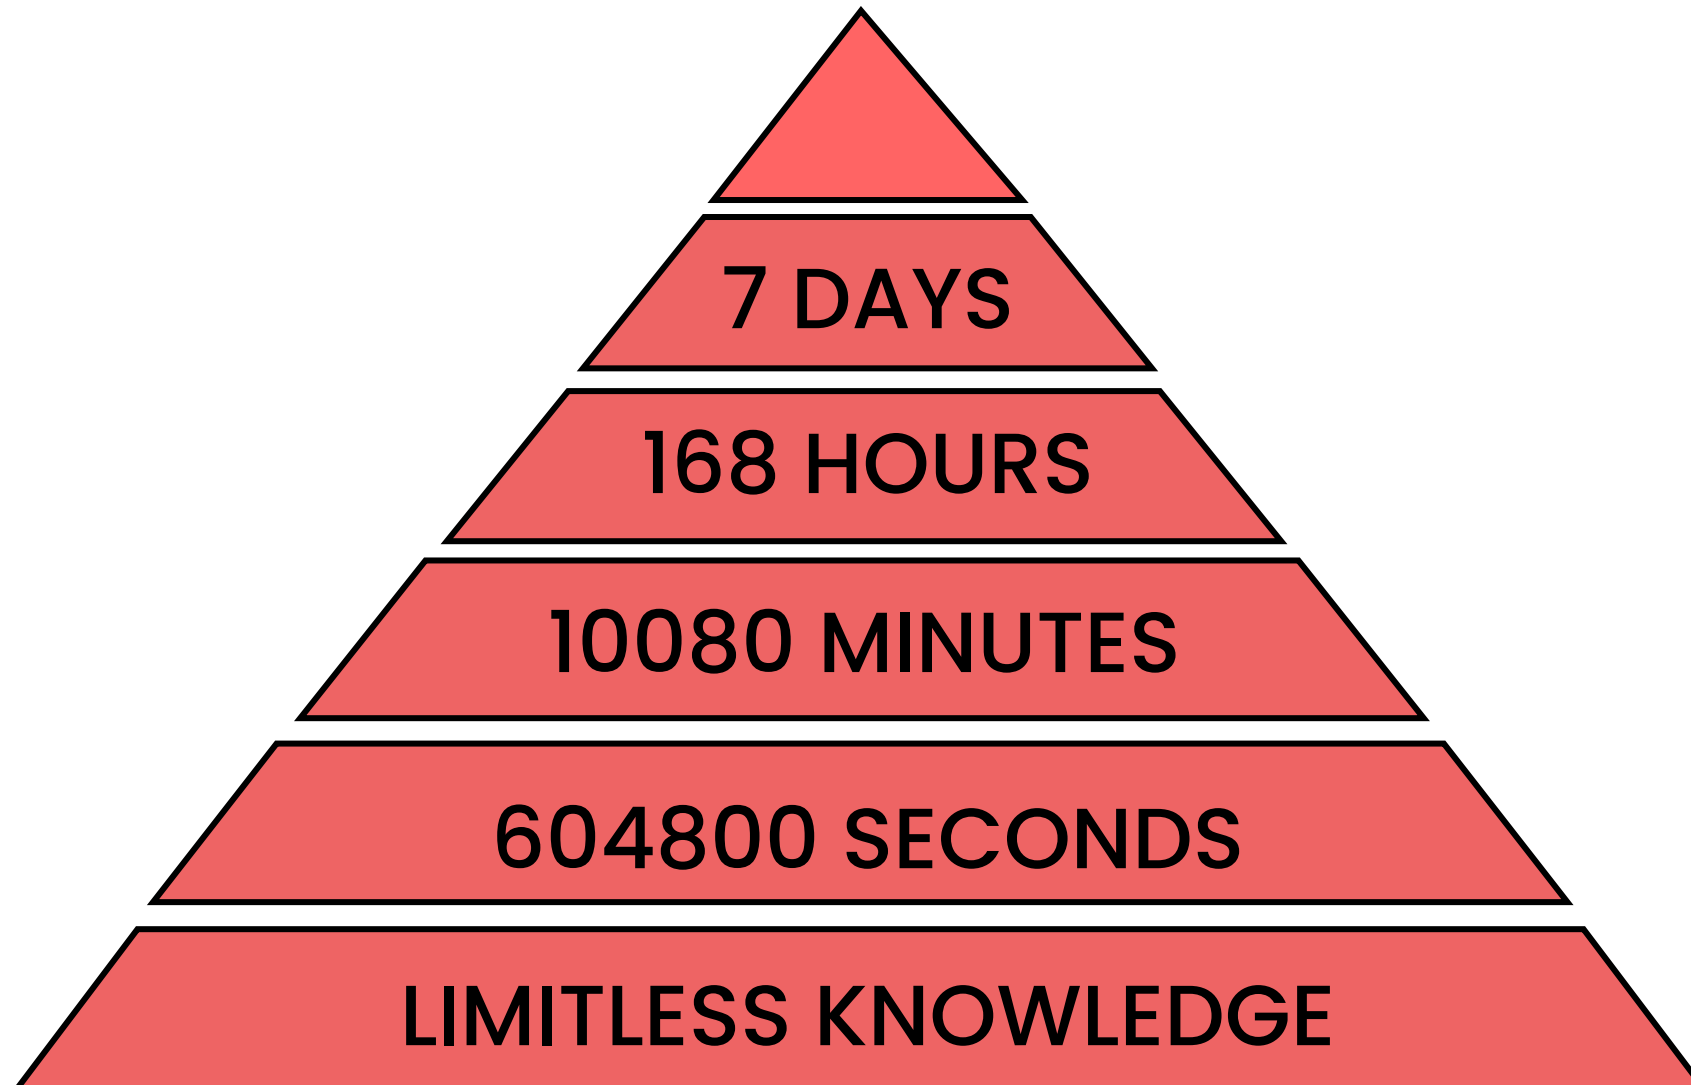 7 DAYS
168 HOURS
10080 MINUTES
604800 SECONDS
LIMITLESS KNOWLEDGE